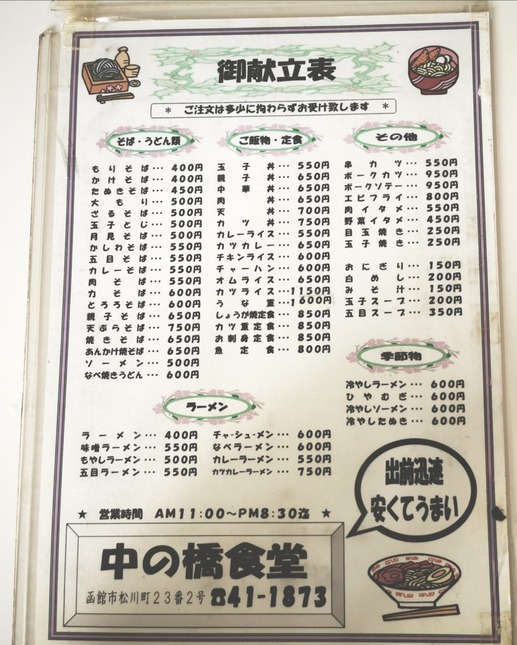 御献立表
* ご注文は多少に拘わらずお受け致します *
そば・うどん類
もりそば･･･400円
かけそば･･･400円
たぬきそば･･･450円
大もり･･･500円
ざるそば･･･500円
玉子とじ･･･500円
月見そば･･･500円
かしわそば･･･550円
五目そば･･･550円
カレーそば･･･550円
肉そば･･･550円
力そば･･･600円
とろろそば･･･600円
親子そば･･･650円
天ぷらそば･･･750円
焼きそば･･･650円
あんかけ焼そば･･･650円
ソーメン･･･500円
なべ焼きうどん･･･600円
ご飯物・定食
玉子丼･･･550円
親子丼･･･650円
中華丼･･･650円
肉丼･･･650円
天丼･･･700円
カツ丼･･･750円
カレーライス･･･550円
カツカレー･･･650円
チキンライス･･･600円
チャーハン･･･600円
オムライス･･･650円
カツライス･･･1150円
うな重･･･1600円
しょうが焼定食･･･850円
カツ重定食･･･850円
お刺身定食･･･850円
魚定食･･･800円
その他
串カツ･･･550円
ポークカツ･･･950円
ポークソテー･･･950円
エビフライ･･･800円
肉イタメ･･･550円
野菜イタメ･･･450円
目玉焼き･･･250円
玉子焼き･･･250円
おにぎり･･･150円
白めし･･･200円
みそ汁･･･150円
玉子スープ･･･200円
五目スープ･･･350円
季節物
冷やしラーメン･･･600円
ひやむぎ･･･600円
冷やしソーメン･･･600円
冷やしたぬき･･･600円
ラーメン
ラーメン･･･400円
味噌ラーメン･･･550円
もやしラーメン･･･500円
五目ラーメン･･･550円
チャーシューメン･･･600円
なべラーメン･･･600円
カレーラーメン･･･550円
カツカレーラーメン･･･750円
出前迅速
安くてうまい
★ 営業時間 AM11:00～PM8:30迄 ★
中の橋食堂
函館市松川町23番2号 ☎41-1873